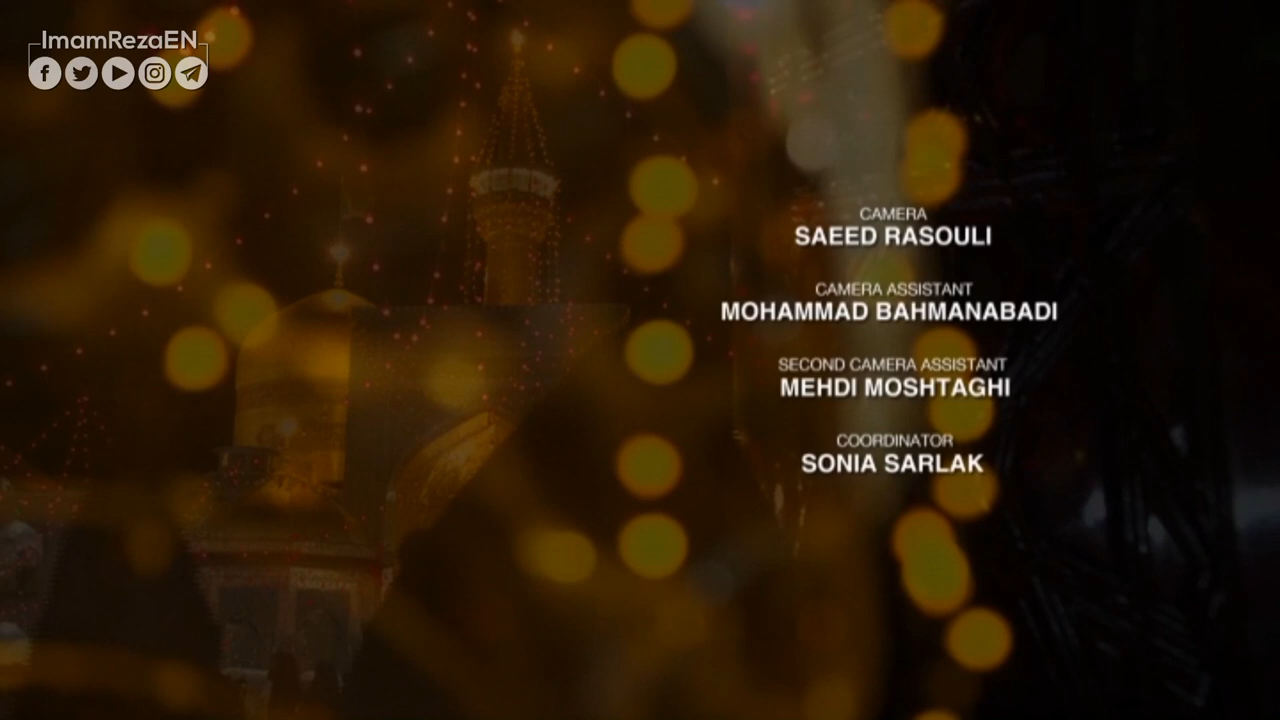 ImamRezaEN
CAMERA
SAEED RASOULI
CAMERA ASSISTANT
MOHAMMAD BAHMANABADI
SECOND CAMERA ASSISTANT
MEHDI MOSHTAGHI
COORDINATOR
SONIA SARLAK